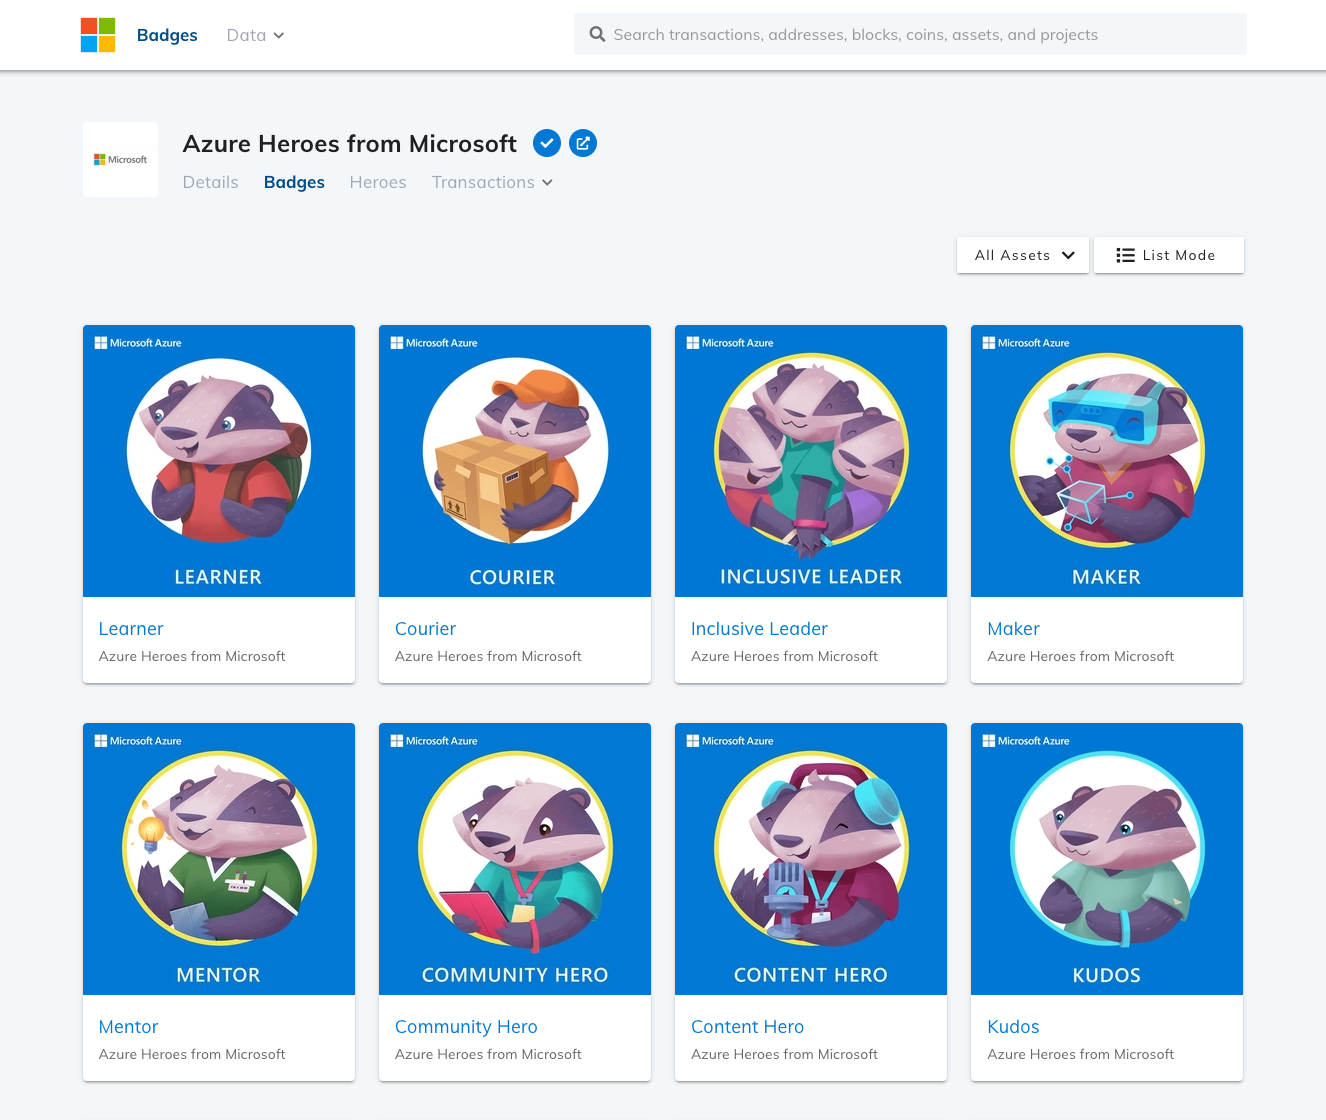 Badges Data
Search transactions, addresses, blocks, coins, assets, and projects
Microsoft
Azure Heroes from Microsoft
Details Badges Heroes Transactions
All Assets List Mode
Microsoft Azure Microsoft Azure Microsoft Azure Microsoft Azure
LEARNER COURIER INCLUSIVE LEADER MAKER
Learner Courier Inclusive Leader Maker
Azure Heroes from Microsoft Azure Heroes from Microsoft Azure Heroes from Microsoft Azure Heroes from Microsoft
Microsoft Azure Microsoft Azure Microsoft Azure Microsoft Azure
MENTOR COMMUNITY HERO CONTENT HERO KUDOS
Mentor Community Hero Content Hero Kudos
Azure Heroes from Microsoft Azure Heroes from Microsoft Azure Heroes from Microsoft Azure Heroes from Microsoft